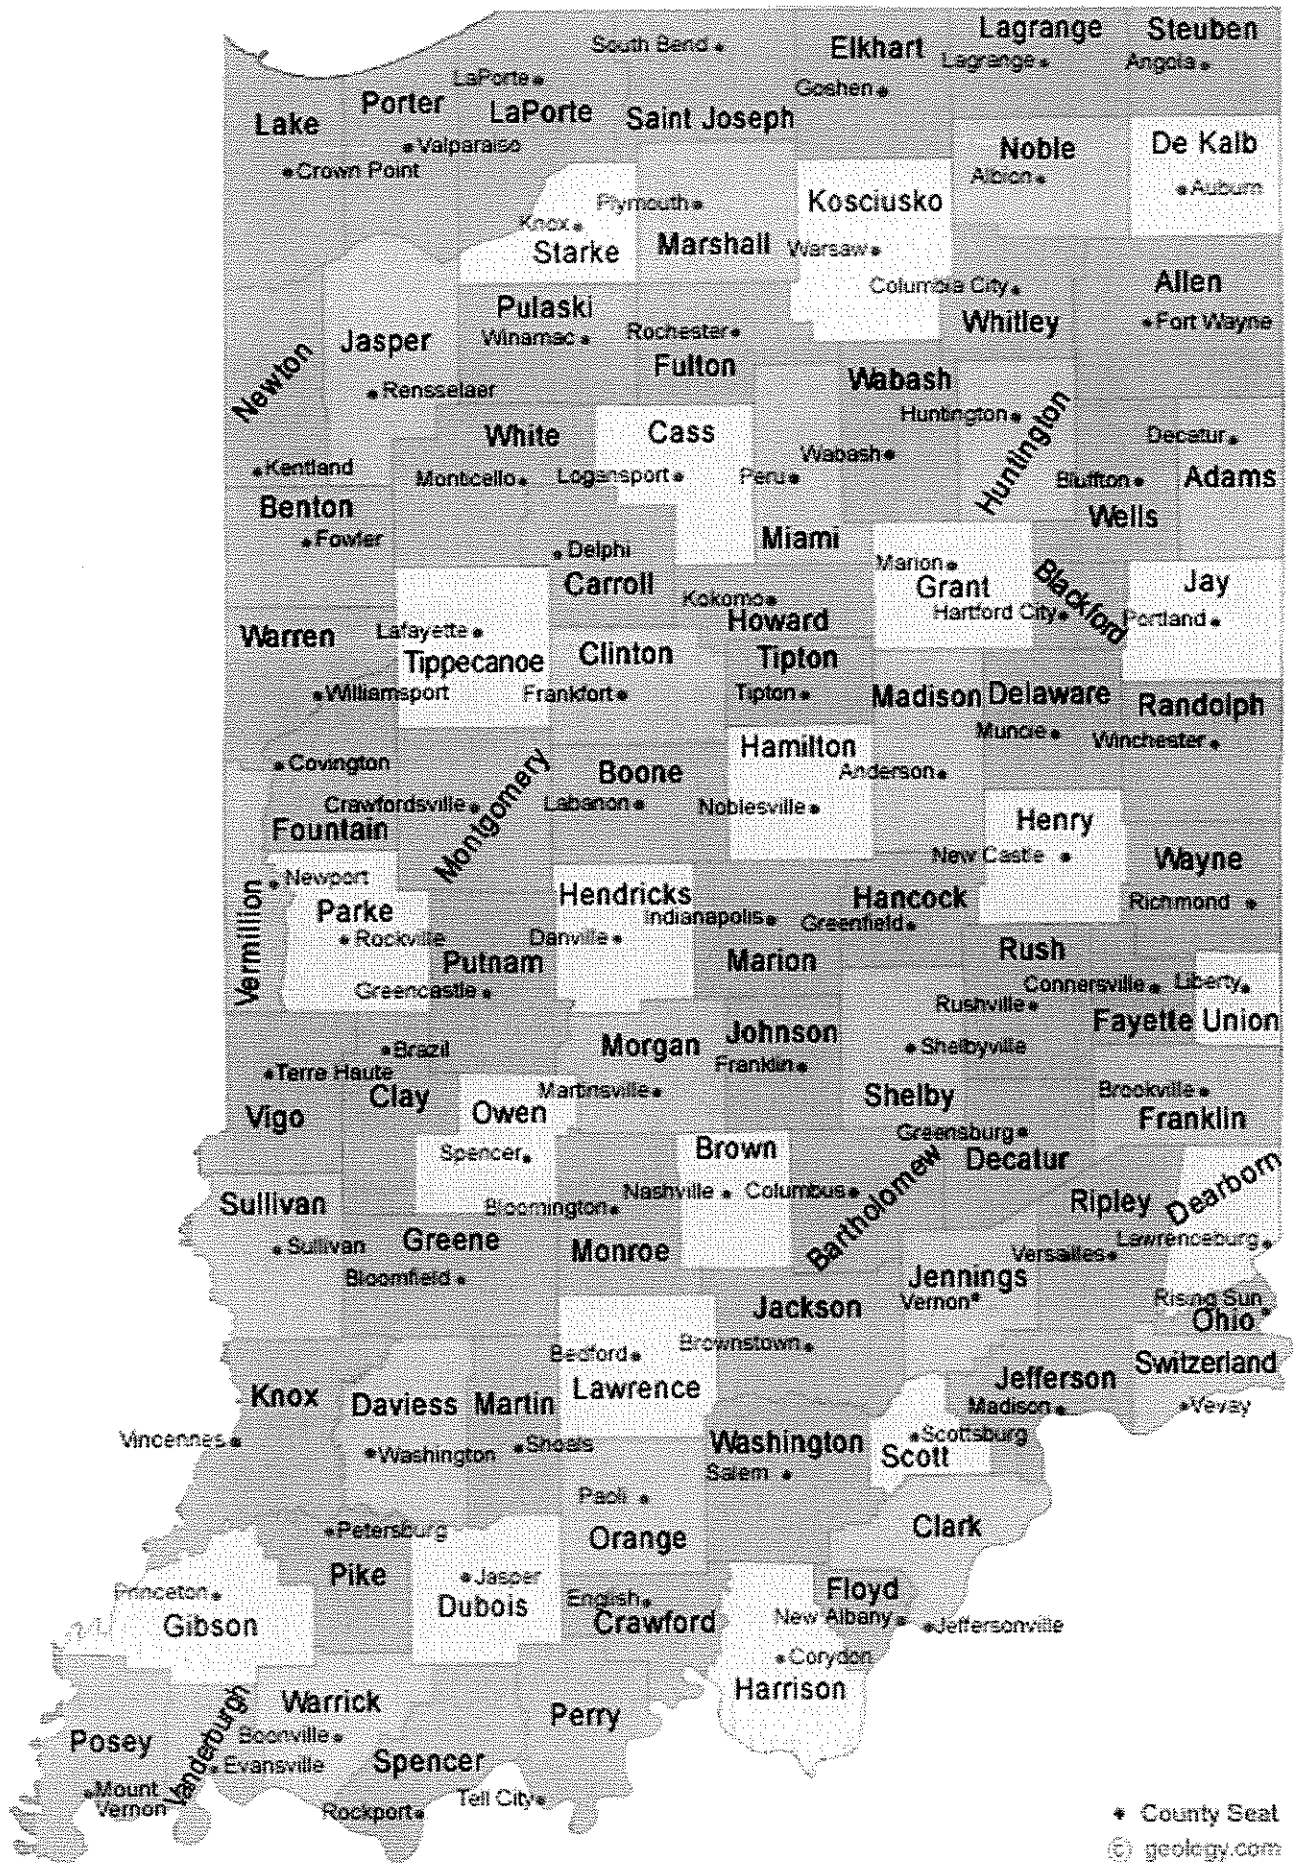 South Bend
Elkhart
Lagrange
Steuben
Lagrange
Angola
LaPorte
Goshen
Lake
Porter
LaPorte
Saint Joseph
Valparaiso
Crown Point
Noble
Albion
De Kalb
Auburn
Plymouth
Kosciusko
Knox
Starke
Marshall
Warsaw
Columbia City
Allen
Pulaski
Winamac
Rochester
Whitley
Fort Wayne
Jasper
Fulton
Newton
Rensselaer
Wabash
Huntington
Huntington
White
Cass
Decatur
Kentland
Monticello
Logansport
Peru
Wabash
Bluffton
Adams
Benton
Fowler
Wells
Delphi
Miami
Carroll
Marion
Grant
Blackford
Jay
Kokomo
Howard
Hartford City
Portland
Warren
Lafayette
Tippecanoe
Clinton
Tipton
Williamsport
Frankfort
Tipton
Madison
Delaware
Randolph
Muncie
Winchester
Covington
Boone
Hamilton
Anderson
Crawfordsville
Montgomery
Labanon
Noblesville
Fountain
Henry
New Castle
Wayne
Newport
Hendricks
Hancock
Richmond
Vermillion
Parke
Indianapolis
Greenfield
Rockville
Danville
Putnam
Marion
Rush
Greencastle
Connersville
Liberty
Rushville
Fayette
Union
Brazil
Morgan
Johnson
Franklin
Shelbyville
Terre Haute
Clay
Martinsville
Shelby
Brookville
Vigo
Owen
Franklin
Greensburg
Spencer
Brown
Decatur
Sullivan
Nashville
Columbus
Bartholomew
Ripley
Dearborn
Bloomington
Sullivan
Greene
Monroe
Versailles
Lawrenceburg
Bloomfield
Jennings
Vernon
Jackson
Rising Sun
Ohio
Bedford
Brownstown
Lawrence
Switzerland
Knox
Daviess
Martin
Jefferson
Madison
Vevay
Vincennes
Washington
Shoals
Washington
Scottsburg
Scott
Salem
Paoli
Petersburg
Orange
Clark
Pike
Jasper
Princeton
Dubois
English
Floyd
Gibson
Crawford
New Albany
Jeffersonville
Corydon
Harrison
Warrick
Perry
Posey
Vanderburgh
Boonville
Evansville
Spencer
Mount
Vernon
Rockport
Tell City
County Seat
© geology.com